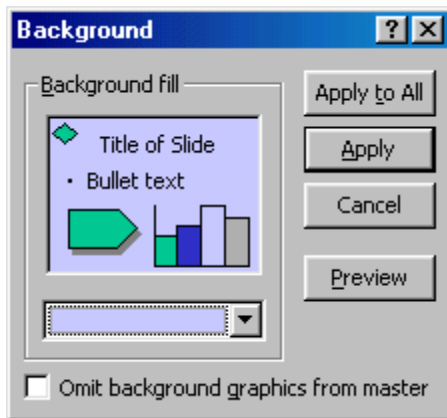 Background
Background fill
Title of Slide
• Bullet text
Apply to All
Apply
Cancel
Preview
Omit background graphics from master